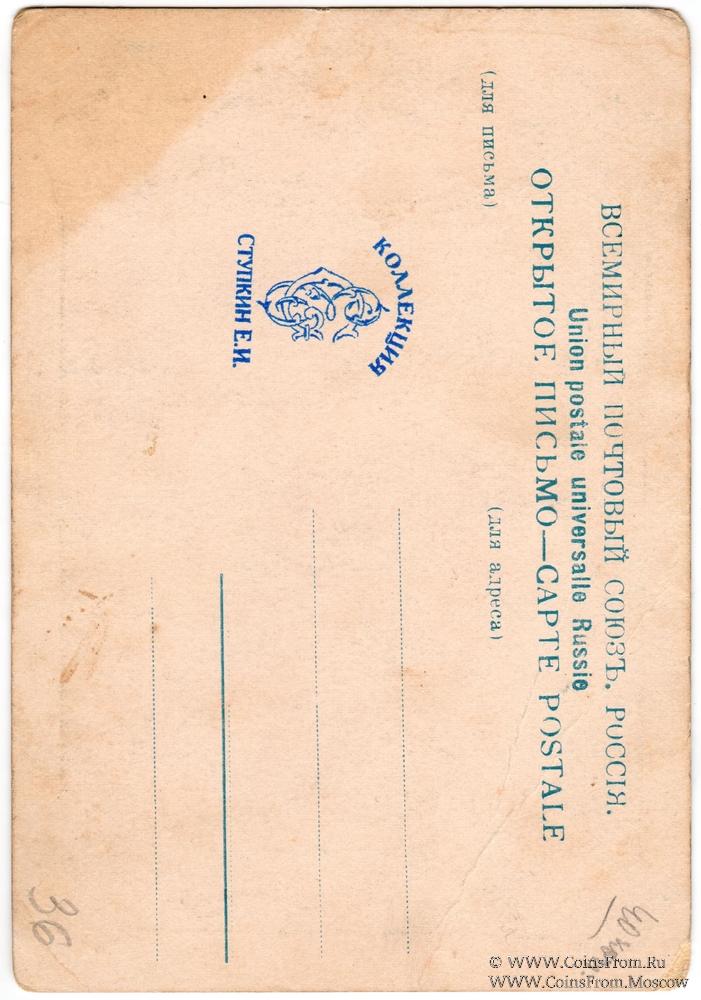 ВСЕМИРНЫЙ ПОЧТОВЫЙ СОЮЗЪ. РОССІЯ.
Union postale universalle Russie
ОТКРЫТОЕ ПИСЬМО—CAPTE POSTALE
(для письма)
(для адреса)
КОЛЛЕКЦИЯ
СТУПКИН Е.И.
36
© WWW.CoinsFrom.Ru
WWW.CoinsFrom.Moscow